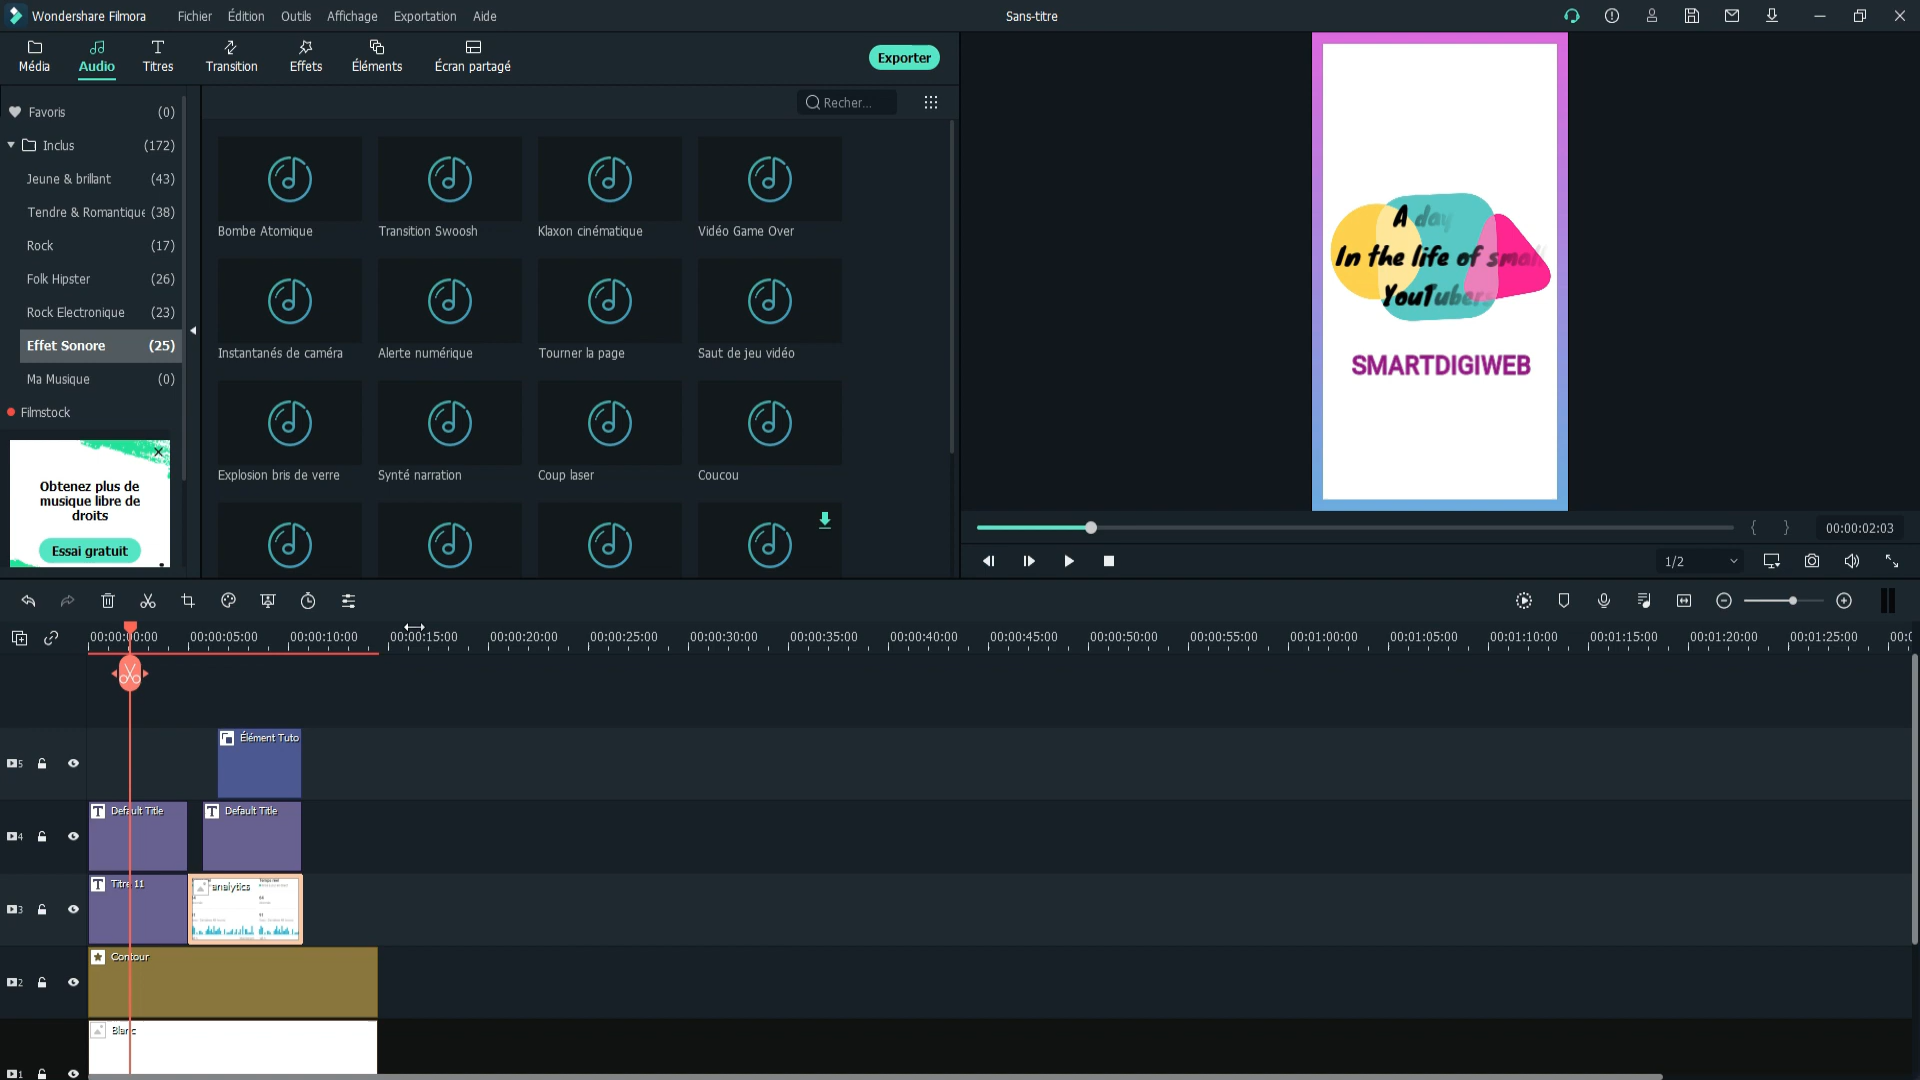 Wondershare Filmora
Fichier Édition Outils Affichage Exportation Aide
Sans-titre
Média Audio Titres Transition Effets Éléments Écran partagé
Exporter
Favoris (0)
Inclus (172)
Jeune & brillant (43)
Tendre & Romantique (38)
Rock (17)
Folk Hipster (26)
Rock Electronique (23)
Effet Sonore (25)
Ma Musique (0)
Filmstock
Obtenez plus de
musique libre de
droits
Essai gratuit
Recher...
Bombe Atomique Transition Swoosh Klaxon cinématique Vidéo Game Over
Instantanés de caméra Alerte numérique Tourner la page Saut de jeu vidéo
Explosion bris de verre Synté narration Coup laser Coucou
A day
In the life of small
YouTubers
SMARTDIGIWEB
00:00:02:03
1/2
00:00:00:00 00:00:05:00 00:00:10:00 00:00:15:00 00:00:20:00 00:00:25:00 00:00:30:00 00:00:35:00 00:00:40:00 00:00:45:00 00:00:50:00 00:00:55:00 00:01:00:00 00:01:05:00 00:01:10:00 00:01:15:00 00:01:20:00 00:01:25:00
5 Élément Tuto
4 Default Title Default Title
3 Titre 11 analytics
2 Contour
Blanc
1